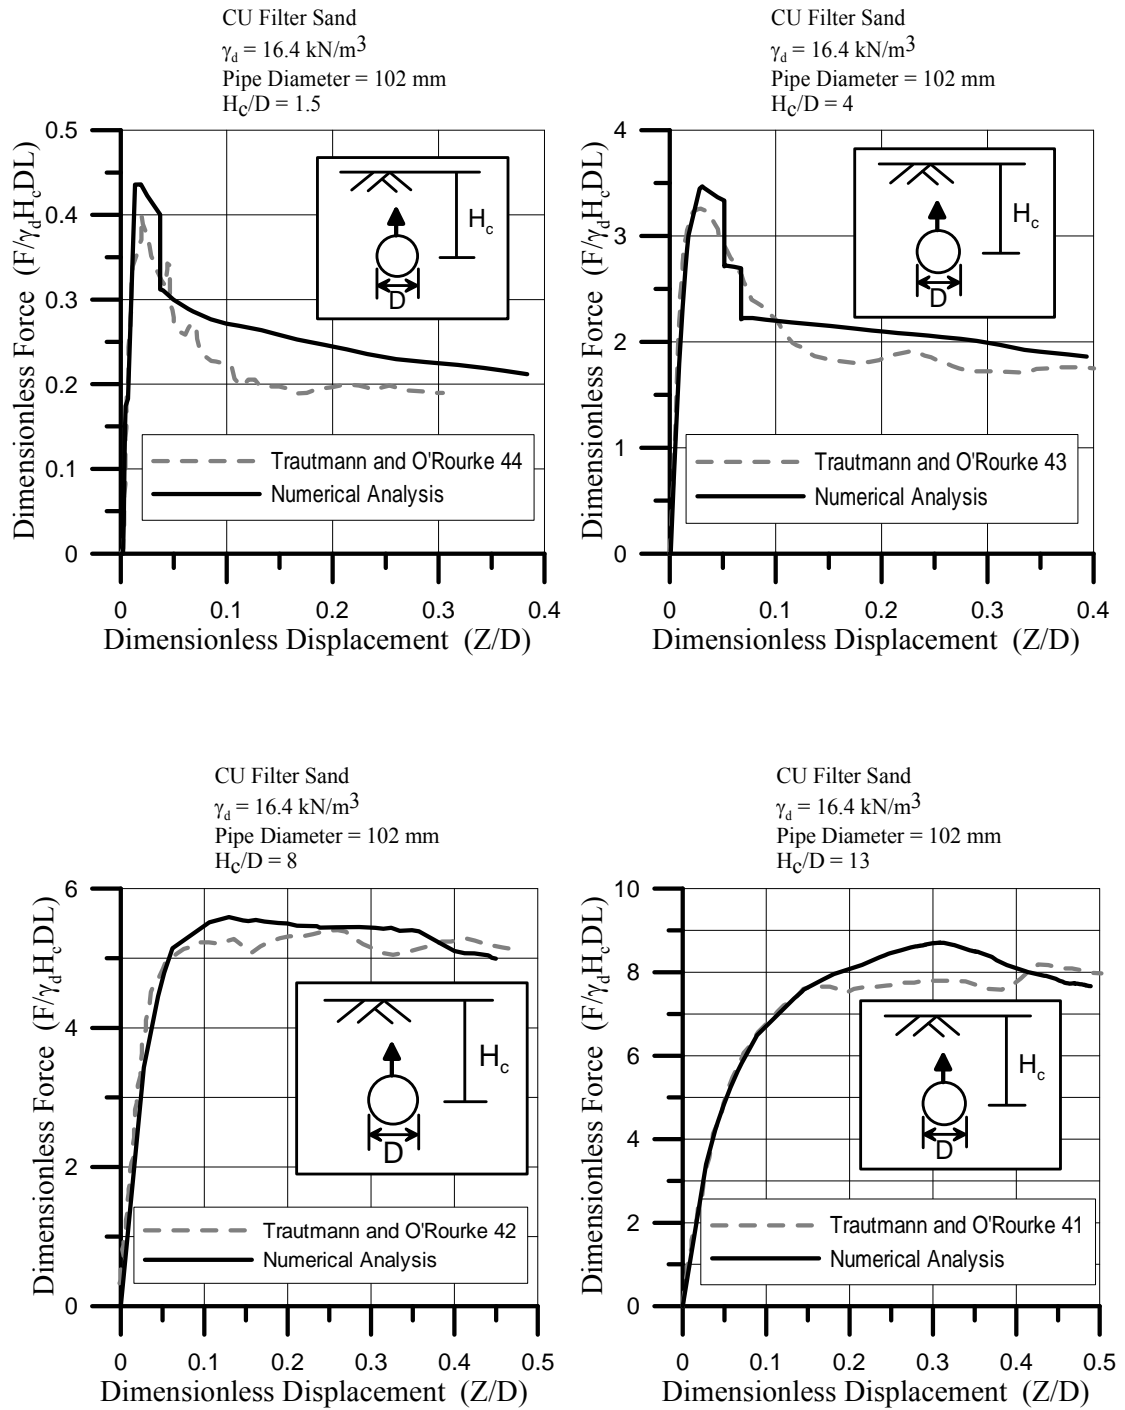 CU Filter Sand
γd = 16.4 kN/m3
Pipe Diameter = 102 mm
Hc/D = 1.5
Dimensionless Force (F/γdHcDL)
0.5
0.4
0.3
0.2
0.1
0
Hc
D
Trautmann and O'Rourke 44
Numerical Analysis
0 0.1 0.2 0.3 0.4
Dimensionless Displacement (Z/D)
CU Filter Sand
γd = 16.4 kN/m3
Pipe Diameter = 102 mm
Hc/D = 4
Dimensionless Force (F/γdHcDL)
4
3
2
1
0
Hc
D
Trautmann and O'Rourke 43
Numerical Analysis
0 0.1 0.2 0.3 0.4
Dimensionless Displacement (Z/D)
CU Filter Sand
γd = 16.4 kN/m3
Pipe Diameter = 102 mm
Hc/D = 8
Dimensionless Force (F/γdHcDL)
6
4
2
0
Hc
D
Trautmann and O'Rourke 42
Numerical Analysis
0 0.1 0.2 0.3 0.4 0.5
Dimensionless Displacement (Z/D)
CU Filter Sand
γd = 16.4 kN/m3
Pipe Diameter = 102 mm
Hc/D = 13
Dimensionless Force (F/γdHcDL)
10
8
6
4
2
0
Hc
D
Trautmann and O'Rourke 41
Numerical Analysis
0 0.1 0.2 0.3 0.4 0.5
Dimensionless Displacement (Z/D)